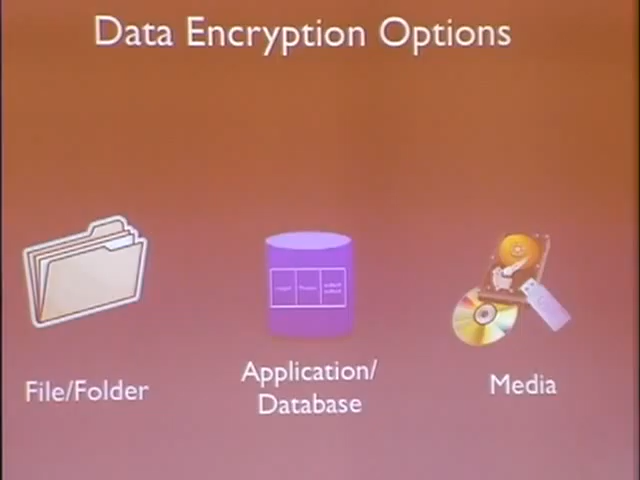 Data Encryption Options
File/Folder
Application/
Database
Media